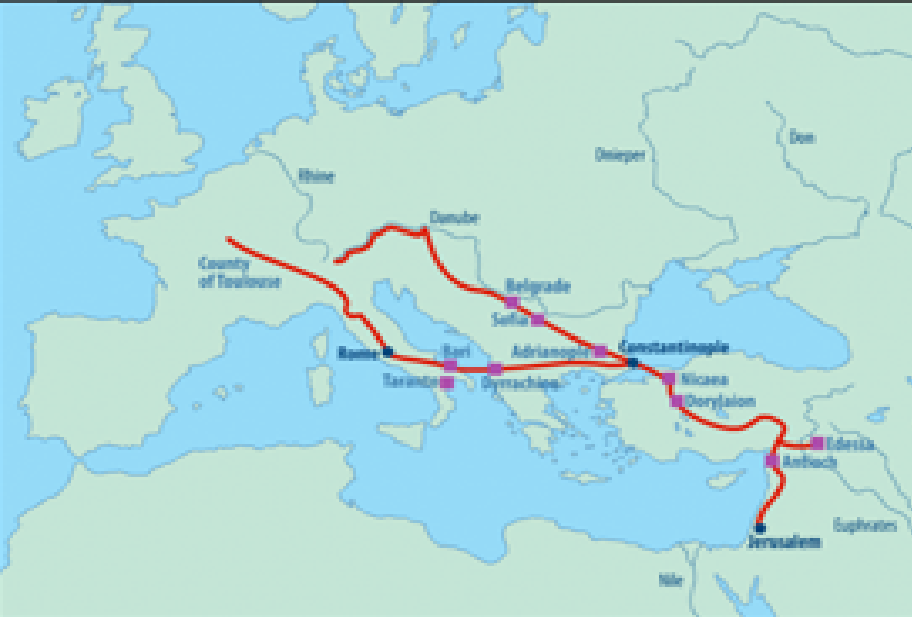 Dnieper
Don
Rhine
Danube
County
of Toulouse
Belgrade
Sofia
Rome
Bari
Adrianople
Constantinople
Taranto
Dyrrachion
Nicaea
Dorylaion
Edessa
Antioch
Euphrates
Jerusalem
Nile